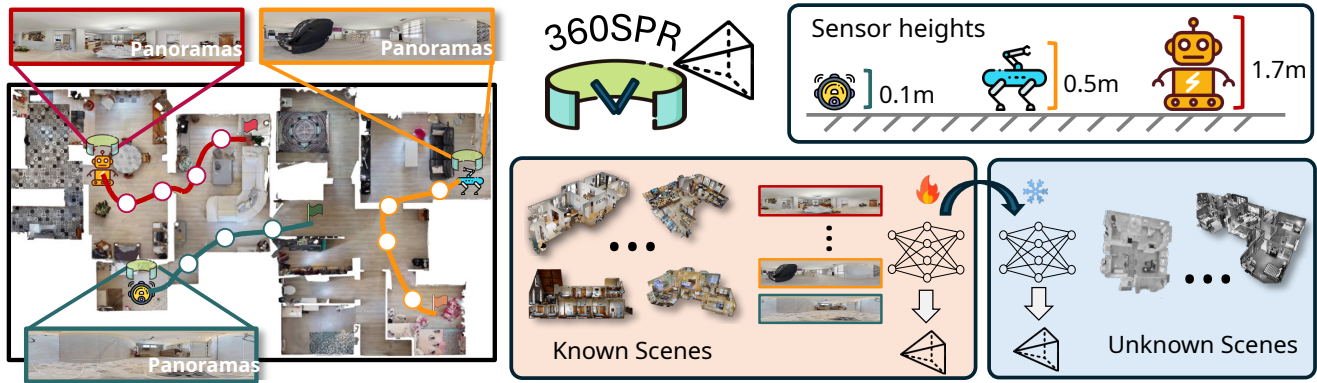 Panoramas
Panoramas
Panoramas
360SPR
Sensor heights
0.1m
0.5m
1.7m
Known Scenes
Unknown Scenes